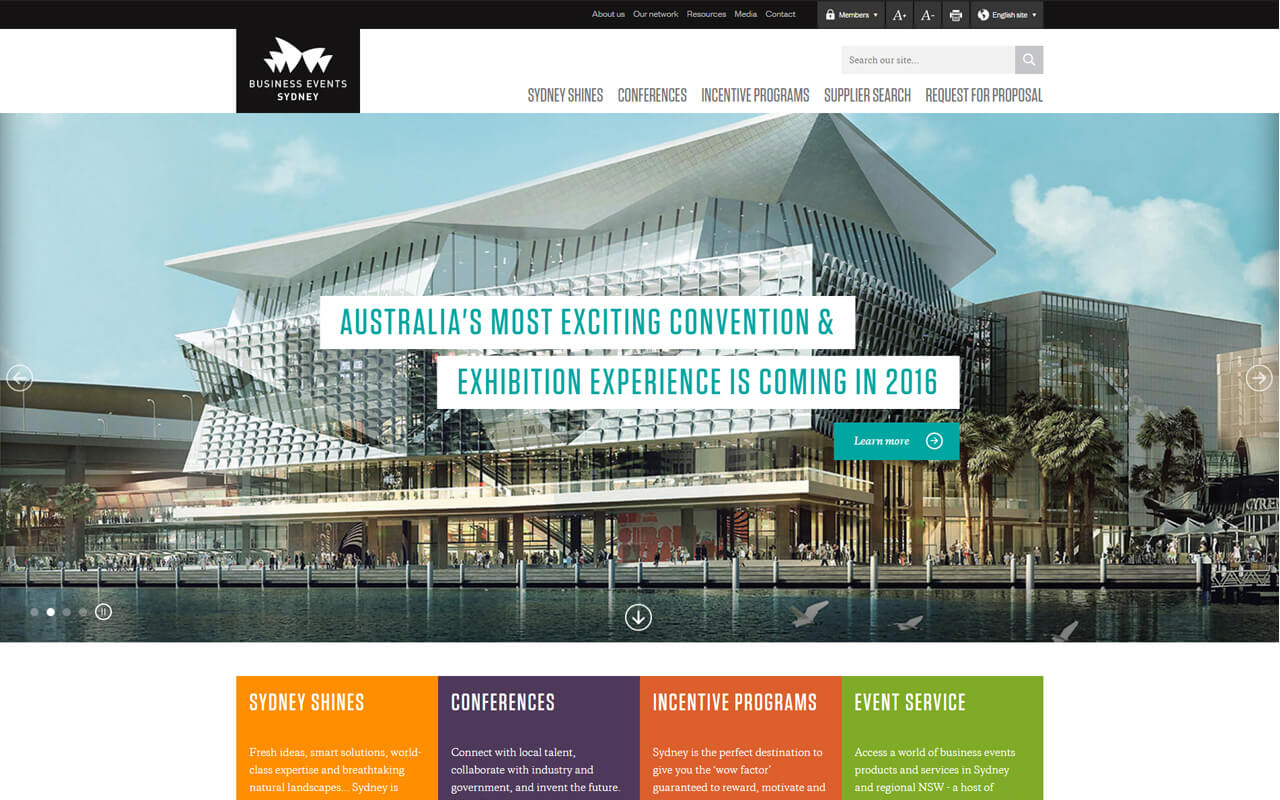 About us Our network Resources Media Contact Members A+ A- English site
BUSINESS EVENTS
SYDNEY
Search our site...
SYDNEY SHINES CONFERENCES INCENTIVE PROGRAMS SUPPLIER SEARCH REQUEST FOR PROPOSAL
AUSTRALIA'S MOST EXCITING CONVENTION &
EXHIBITION EXPERIENCE IS COMING IN 2016
Learn more
SYDNEY SHINES
Fresh ideas, smart solutions, world-
class expertise and breathtaking
natural landscapes... Sydney is
CONFERENCES
Connect with local talent,
collaborate with industry and
government, and invent the future.
INCENTIVE PROGRAMS
Sydney is the perfect destination to
give you the ‘wow factor’
guaranteed to reward, motivate and
EVENT SERVICE
Access a world of business events
products and services in Sydney
and regional NSW - a host of